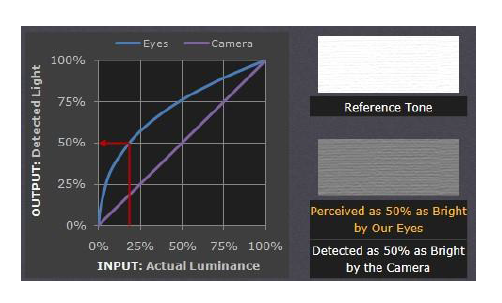 Eyes Camera
100%
75%
50%
25%
0%
OUTPUT: Detected Light
0% 25% 50% 75% 100%
INPUT: Actual Luminance
Reference Tone
Perceived as 50% as Bright
by Our Eyes
Detected as 50% as Bright
by the Camera